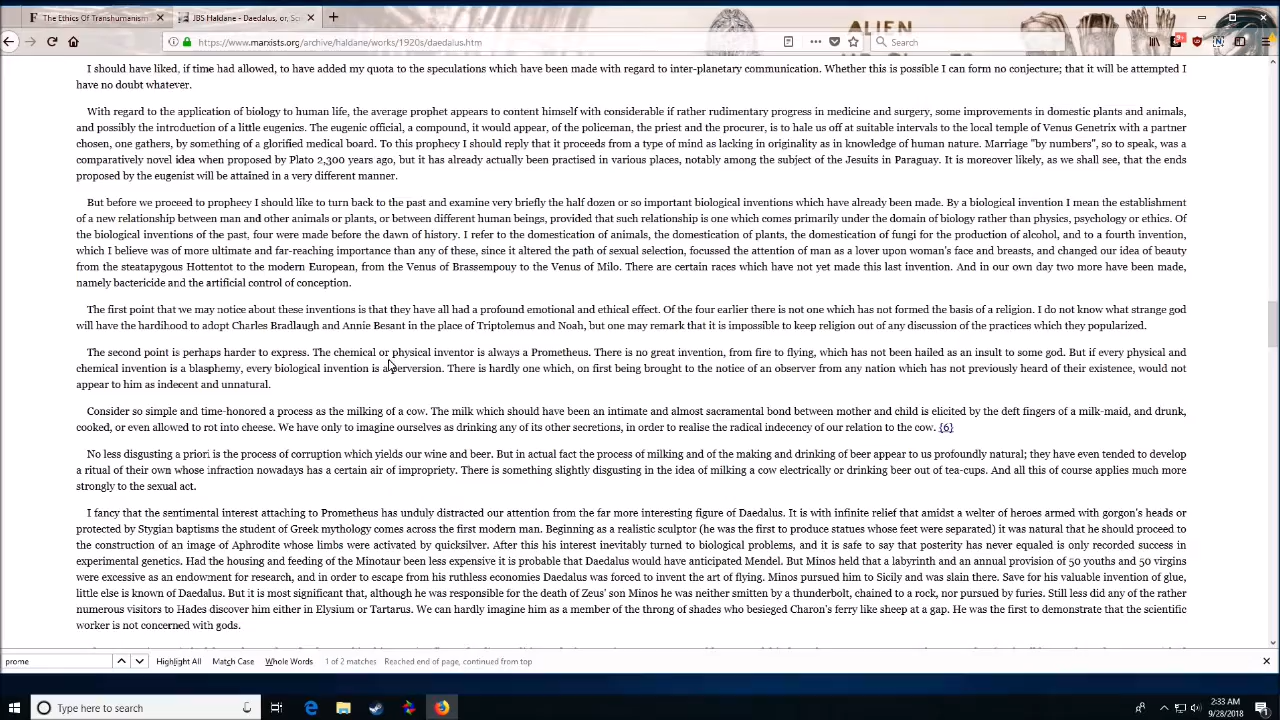 The Ethics Of Transhumanism
JBS Haldane - Daedalus, or, Sc
ALIEN
https://www.marxists.org/archive/haldane/works/1920s/daedalus.htm
Search
I should have liked, if time had allowed, to have added my quota to the speculations which have been made with regard to inter-planetary communication. Whether this is possible I can form no conjecture; that it will be attempted I
have no doubt whatever.
With regard to the application of biology to human life, the average prophet appears to content himself with considerable if rather rudimentary progress in medicine and surgery, some improvements in domestic plants and animals,
and possibly the introduction of a little eugenics. The eugenic official, a compound, it would appear, of the policeman, the priest and the procurer, is to hale us off at suitable intervals to the local temple of Venus Genetrix with a partner
chosen, one gathers, by something of a glorified medical board. To this prophecy I should reply that it proceeds from a type of mind as lacking in originality as in knowledge of human nature. Marriage "by numbers", so to speak, was a
comparatively novel idea when proposed by Plato 2,300 years ago, but it has already actually been practised in various places, notably among the subject of the Jesuits in Paraguay. It is moreover likely, as we shall see, that the ends
proposed by the eugenist will be attained in a very different manner.
But before we proceed to prophecy I should like to turn back to the past and examine very briefly the half dozen or so important biological inventions which have already been made. By a biological invention I mean the establishment
of a new relationship between man and other animals or plants, or between different human beings, provided that such relationship is one which comes primarily under the domain of biology rather than physics, psychology or ethics. Of
the biological inventions of the past, four were made before the dawn of history. I refer to the domestication of animals, the domestication of plants, the domestication of fungi for the production of alcohol, and to a fourth invention,
which I believe was of more ultimate and far-reaching importance than any of these, since it altered the path of sexual selection, focussed the attention of man as a lover upon woman's face and breasts, and changed our idea of beauty
from the steatapygous Hottentot to the modern European, from the Venus of Brassempouy to the Venus of Milo. There are certain races which have not yet made this last invention. And in our own day two more have been made,
namely bactericide and the artificial control of conception.
The first point that we may notice about these inventions is that they have all had a profound emotional and ethical effect. Of the four earlier there is not one which has not formed the basis of a religion. I do not know what strange god
will have the hardihood to adopt Charles Bradlaugh and Annie Besant in the place of Triptolemus and Noah, but one may remark that it is impossible to keep religion out of any discussion of the practices which they popularized.
The second point is perhaps harder to express. The chemical or physical inventor is always a Prometheus. There is no great invention, from fire to flying, which has not been hailed as an insult to some god. But if every physical and
chemical invention is a blasphemy, every biological invention is a perversion. There is hardly one which, on first being brought to the notice of an observer from any nation which has not previously heard of their existence, would not
appear to him as indecent and unnatural.
Consider so simple and time-honored a process as the milking of a cow. The milk which should have been an intimate and almost sacramental bond between mother and child is elicited by the deft fingers of a milk-maid, and drunk,
cooked, or even allowed to rot into cheese. We have only to imagine ourselves as drinking any of its other secretions, in order to realise the radical indecency of our relation to the cow. {6}
No less disgusting a priori is the process of corruption which yields our wine and beer. But in actual fact the process of milking and of the making and drinking of beer appear to us profoundly natural; they have even tended to develop
a ritual of their own whose infraction nowadays has a certain air of impropriety. There is something slightly disgusting in the idea of milking a cow electrically or drinking beer out of tea-cups. And all this of course applies much more
strongly to the sexual act.
I fancy that the sentimental interest attaching to Prometheus has unduly distracted our attention from the far more interesting figure of Daedalus. It is with infinite relief that amidst a welter of heroes armed with gorgon's heads or
protected by Stygian baptisms the student of Greek mythology comes across the first modern man. Beginning as a realistic sculptor (he was the first to produce statues whose feet were separated) it was natural that he should proceed to
the construction of an image of Aphrodite whose limbs were activated by quicksilver. After this his interest inevitably turned to biological problems, and it is safe to say that posterity has never equaled is only recorded success in
experimental genetics. Had the housing and feeding of the Minotaur been less expensive it is probable that Daedalus would have anticipated Mendel. But Minos held that a labyrinth and an annual provision of 50 youths and 50 virgins
were excessive as an endowment for research, and in order to escape from his ruthless economies Daedalus was forced to invent the art of flying. Minos pursued him to Sicily and was slain there. Save for his valuable invention of glue,
little else is known of Daedalus. But it is most significant that, although he was responsible for the death of Zeus' son Minos he was neither smitten by a thunderbolt, chained to a rock, nor pursued by furies. Still less did any of the rather
numerous visitors to Hades discover him either in Elysium or Tartarus. We can hardly imagine him as a member of the throng of shades who besieged Charon's ferry like sheep at a gap. He was the first to demonstrate that the scientific
worker is not concerned with gods.
prome
Highlight All
Match Case
Whole Words
1 of 2 matches
Reached end of page, continued from top
Type here to search
2:33 AM
9/28/2018